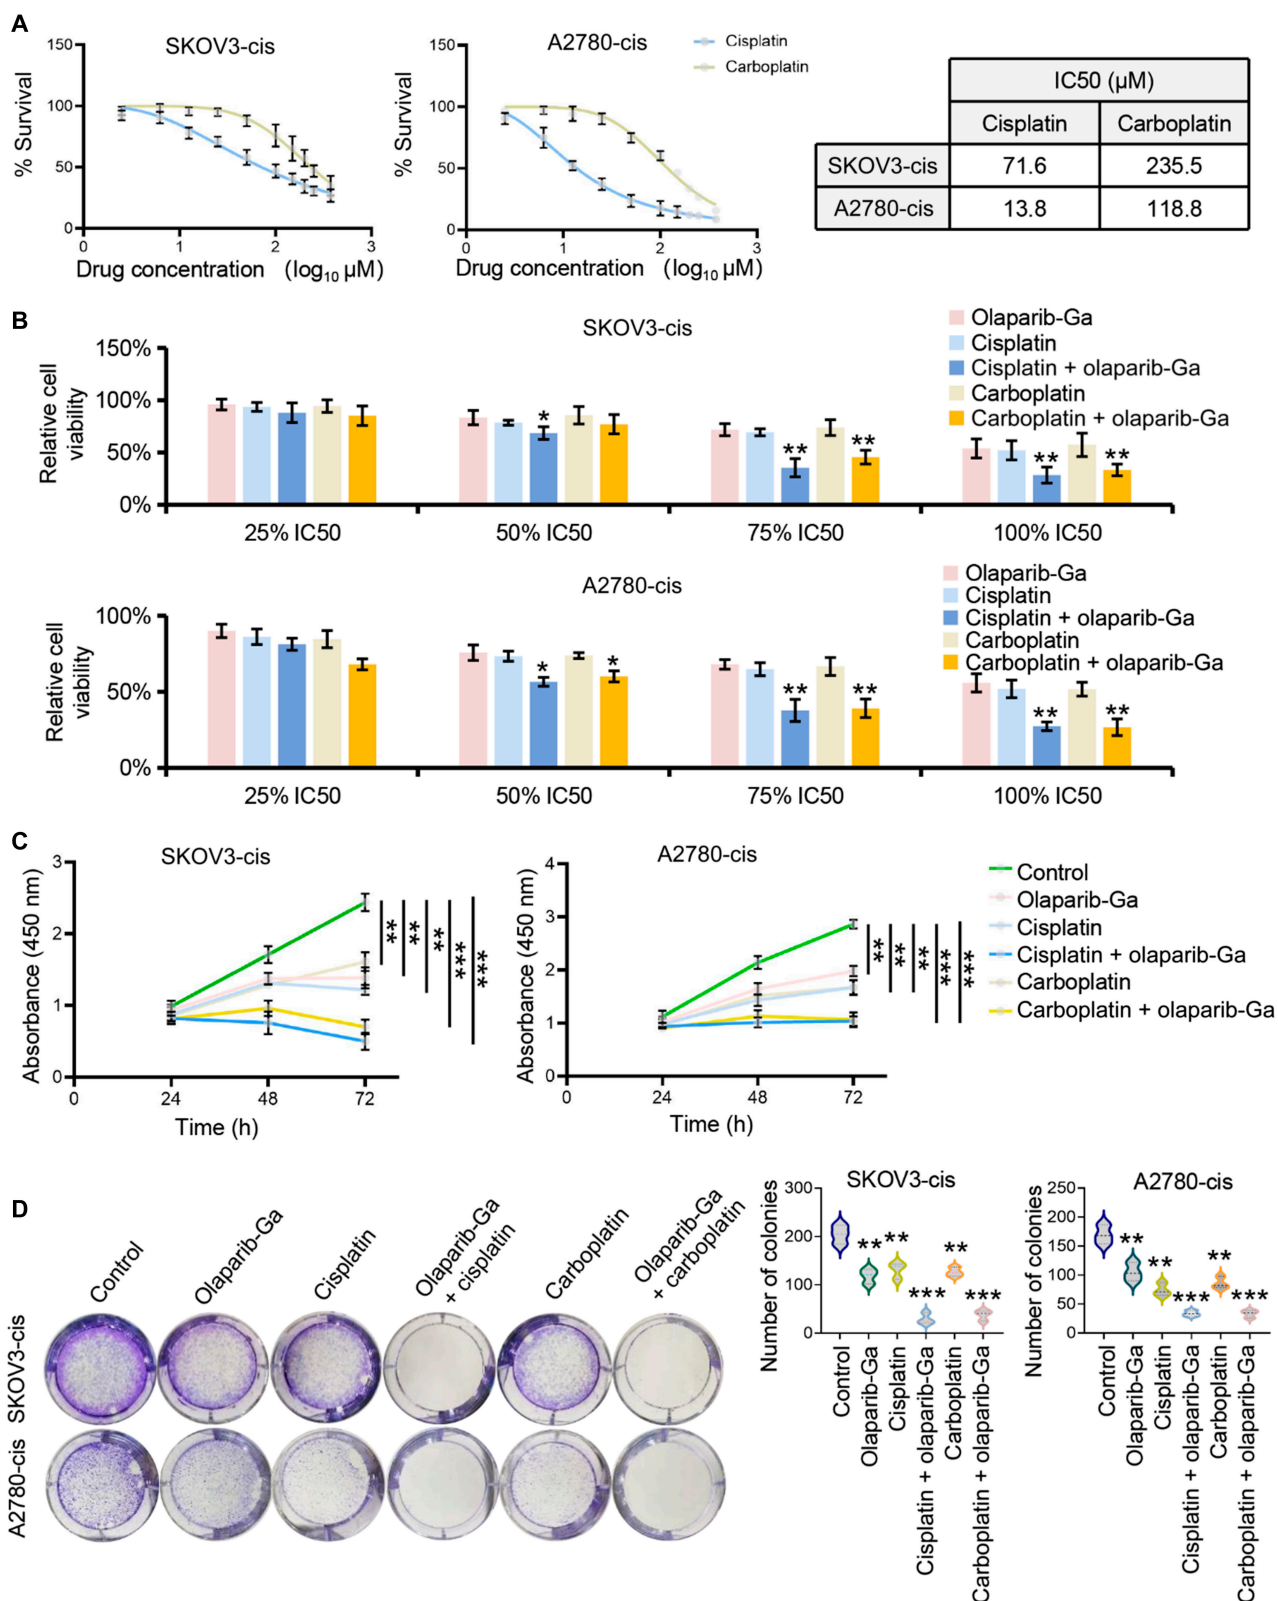 A
SKOV3-cis
150
100
50
0
% Survival
0 1 2 3
Drug concentration (log10 µM)
A2780-cis
150
100
50
0
% Survival
0 1 2 3
Drug concentration (log10 µM)
Cisplatin
Carboplatin
IC50 (µM)
Cisplatin Carboplatin
SKOV3-cis 71.6 235.5
A2780-cis 13.8 118.8
B
SKOV3-cis
Relative cell
viability
150%
100%
50%
0%
* ** ** ** **
25% IC50 50% IC50 75% IC50 100% IC50
Olaparib-Ga
Cisplatin
Cisplatin + olaparib-Ga
Carboplatin
Carboplatin + olaparib-Ga
A2780-cis
Relative cell
viability
100%
50%
0%
* * ** ** ** **
25% IC50 50% IC50 75% IC50 100% IC50
Olaparib-Ga
Cisplatin
Cisplatin + olaparib-Ga
Carboplatin
Carboplatin + olaparib-Ga
C
SKOV3-cis
Absorbance (450 nm)
3
2
1
0
0 24 48 72
Time (h)
** ** ** *** ***
A2780-cis
Absorbance (450 nm)
4
3
2
1
0
0 24 48 72
Time (h)
** ** ** *** ***
Control
Olaparib-Ga
Cisplatin
Cisplatin + olaparib-Ga
Carboplatin
Carboplatin + olaparib-Ga
D
Control
Olaparib-Ga
Cisplatin
Olaparib-Ga
+ cisplatin
Carboplatin
Olaparib-Ga
+ carboplatin
SKOV3-cis
A2780-cis
SKOV3-cis
Number of colonies
300
200
100
0
** ** *** ** ***
Control
Olaparib-Ga
Cisplatin
Cisplatin + olaparib-Ga
Carboplatin
Carboplatin + olaparib-Ga
A2780-cis
Number of colonies
250
200
150
100
50
0
** ** *** ** ***
Control
Olaparib-Ga
Cisplatin
Cisplatin + olaparib-Ga
Carboplatin
Carboplatin + olaparib-Ga